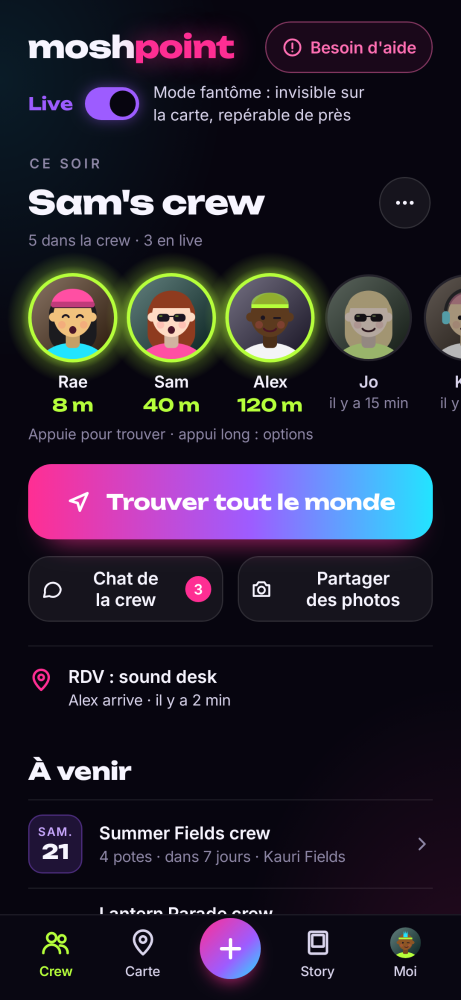 moshpoint
Besoin d'aide
Live
Mode fantôme : invisible sur
la carte, repérable de près
CE SOIR
Sam's crew
5 dans la crew · 3 en live
Rae
Sam
Alex
Jo
8 m
40 m
120 m
il y a 15 min
Appuie pour trouver · appui long : options
Trouver tout le monde
Chat de
la crew
3
Partager
des photos
RDV : sound desk
Alex arrive · il y a 2 min
À venir
SAM.
21
Summer Fields crew
4 potes · dans 7 jours · Kauri Fields
Lantern Parade crew
Crew
Carte
Story
Moi